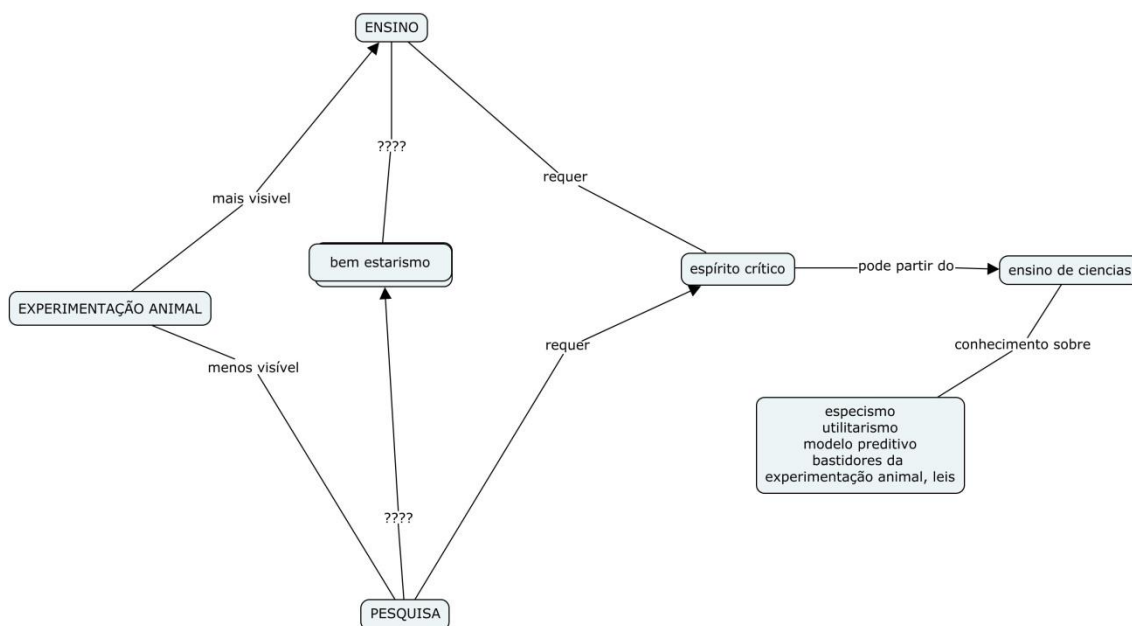 ENSINO
????
mais visivel
requer
bem estarismo
espírito crítico
pode partir do
ensino de ciencias
EXPERIMENTAÇÃO ANIMAL
menos visível
requer
conhecimento sobre
especismo
utilitarismo
modelo preditivo
bastidores da
experimentação animal, leis
????
PESQUISA